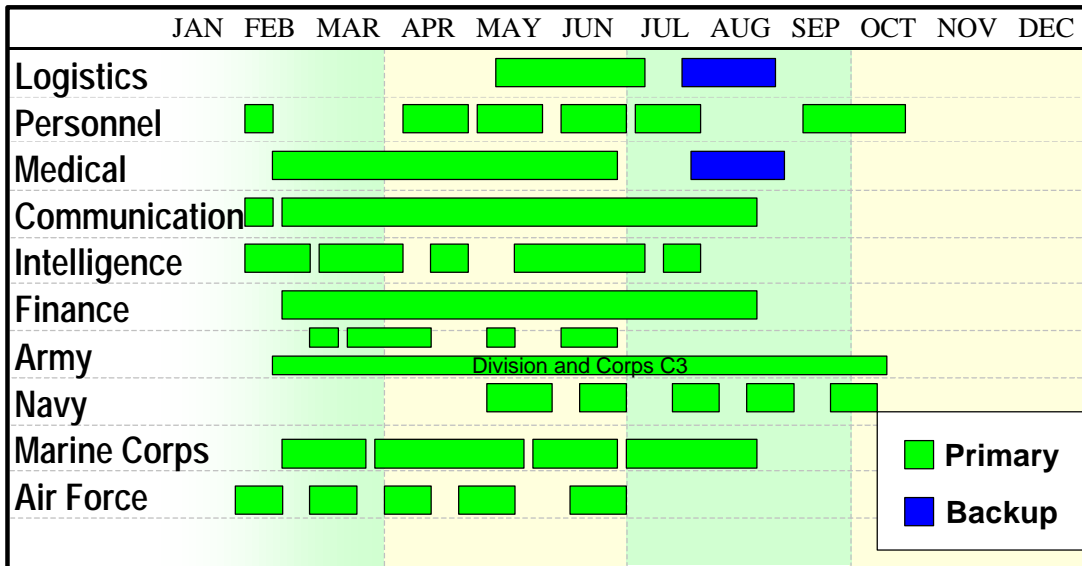 JAN FEB MAR APR MAY JUN JUL AUG SEP OCT NOV DEC
Logistics
Personnel
Medical
Communication
Intelligence
Finance
Army
Division and Corps C3
Navy
Marine Corps
Air Force
Primary
Backup